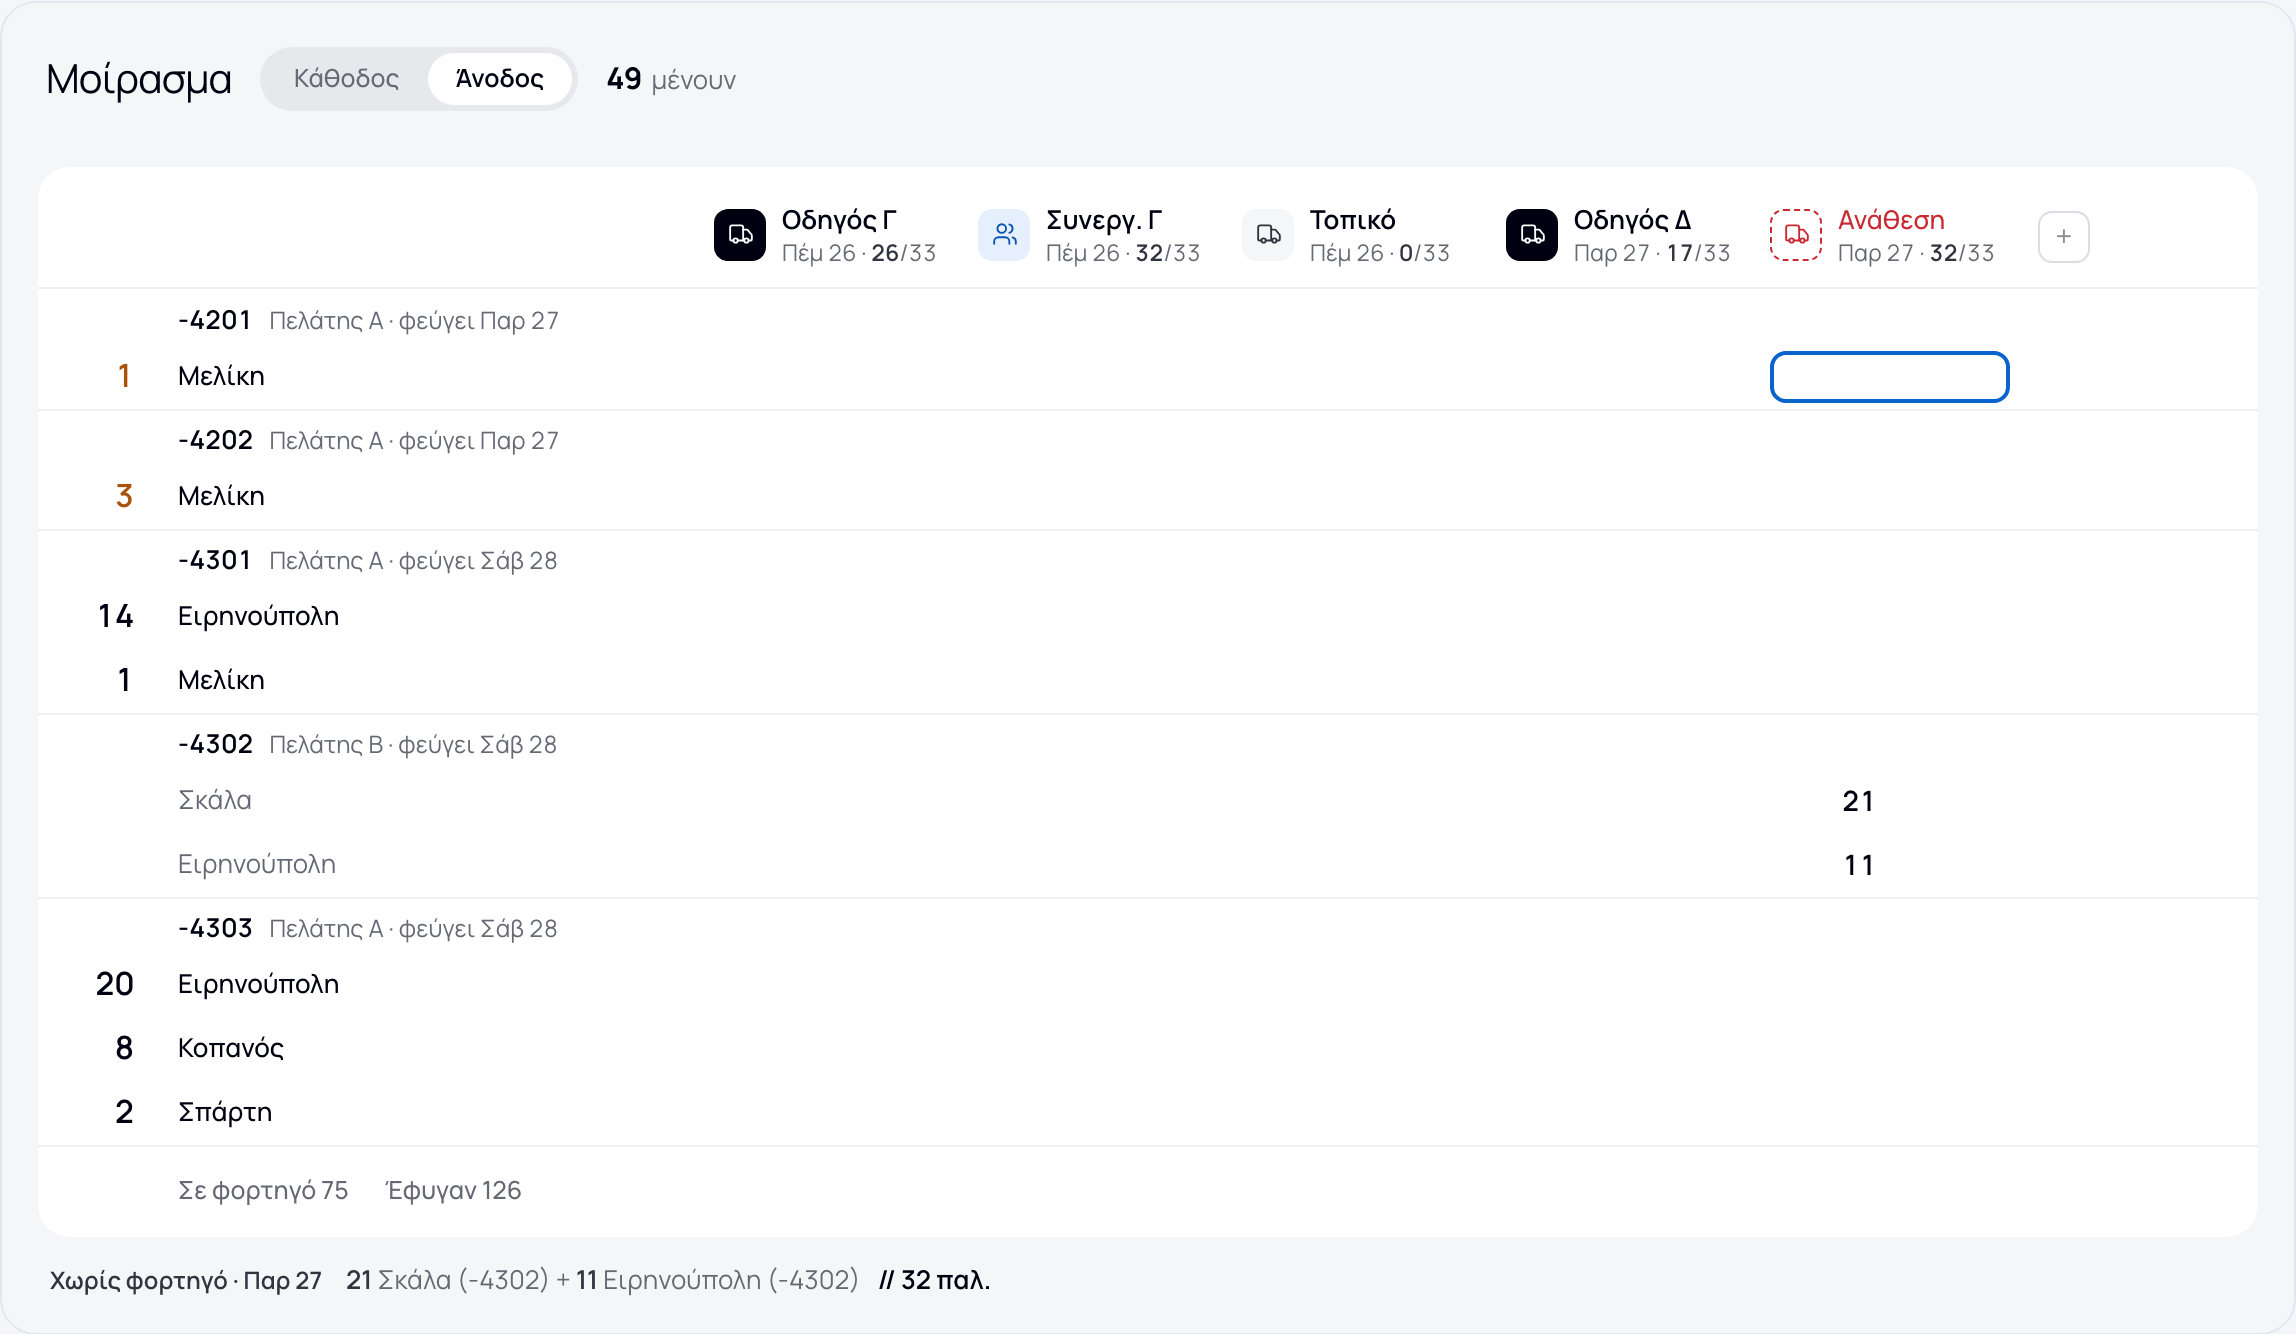 Μοίρασμα Κάθοδος Άνοδος 49 μένουν
Οδηγός Γ Συνεργ. Γ Τοπικό Οδηγός Δ Ανάθεση
Πέμ 26 · 26/33 Πέμ 26 · 32/33 Πέμ 26 · 0/33 Παρ 27 · 17/33 Παρ 27 · 32/33 +
-4201 Πελάτης Α · φεύγει Παρ 27
1 Μελίκη
-4202 Πελάτης Α · φεύγει Παρ 27
3 Μελίκη
-4301 Πελάτης Α · φεύγει Σάβ 28
14 Ειρηνούπολη
1 Μελίκη
-4302 Πελάτης Β · φεύγει Σάβ 28
Σκάλα 21
Ειρηνούπολη 11
-4303 Πελάτης Α · φεύγει Σάβ 28
20 Ειρηνούπολη
8 Κοπανός
2 Σπάρτη
Σε φορτηγό 75 Έφυγαν 126
Χωρίς φορτηγό · Παρ 27 21 Σκάλα (-4302) + 11 Ειρηνούπολη (-4302) // 32 παλ.